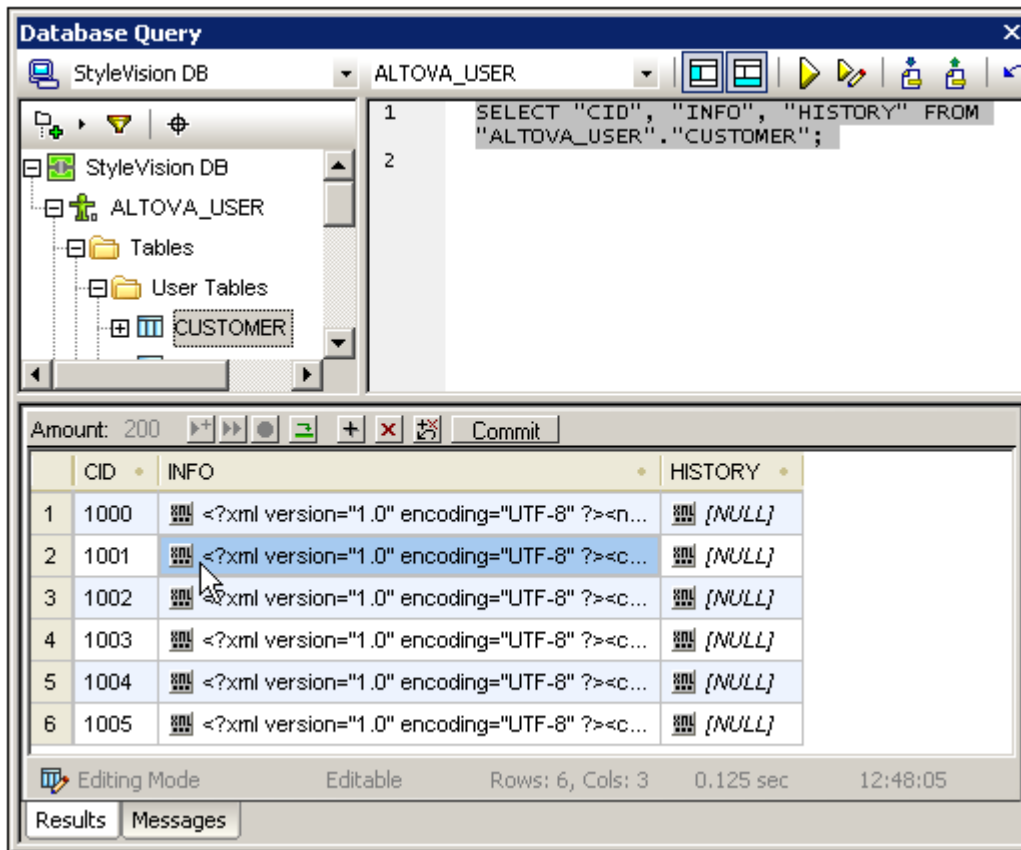 Database Query
StyleVision DB ALTOVA_USER
1 SELECT "CID", "INFO", "HISTORY" FROM
"ALTOVA_USER"."CUSTOMER";
2
StyleVision DB
ALTOVA_USER
Tables
User Tables
CUSTOMER
Amount: 200 Commit
CID INFO HISTORY
1 1000 <?xml version="1.0" encoding="UTF-8" ?><n... [NULL]
2 1001 <?xml version="1.0" encoding="UTF-8" ?><c... [NULL]
3 1002 <?xml version="1.0" encoding="UTF-8" ?><c... [NULL]
4 1003 <?xml version="1.0" encoding="UTF-8" ?><c... [NULL]
5 1004 <?xml version="1.0" encoding="UTF-8" ?><c... [NULL]
6 1005 <?xml version="1.0" encoding="UTF-8" ?><c... [NULL]
Editing Mode Editable Rows: 6, Cols: 3 0.125 sec 12:48:05
Results Messages